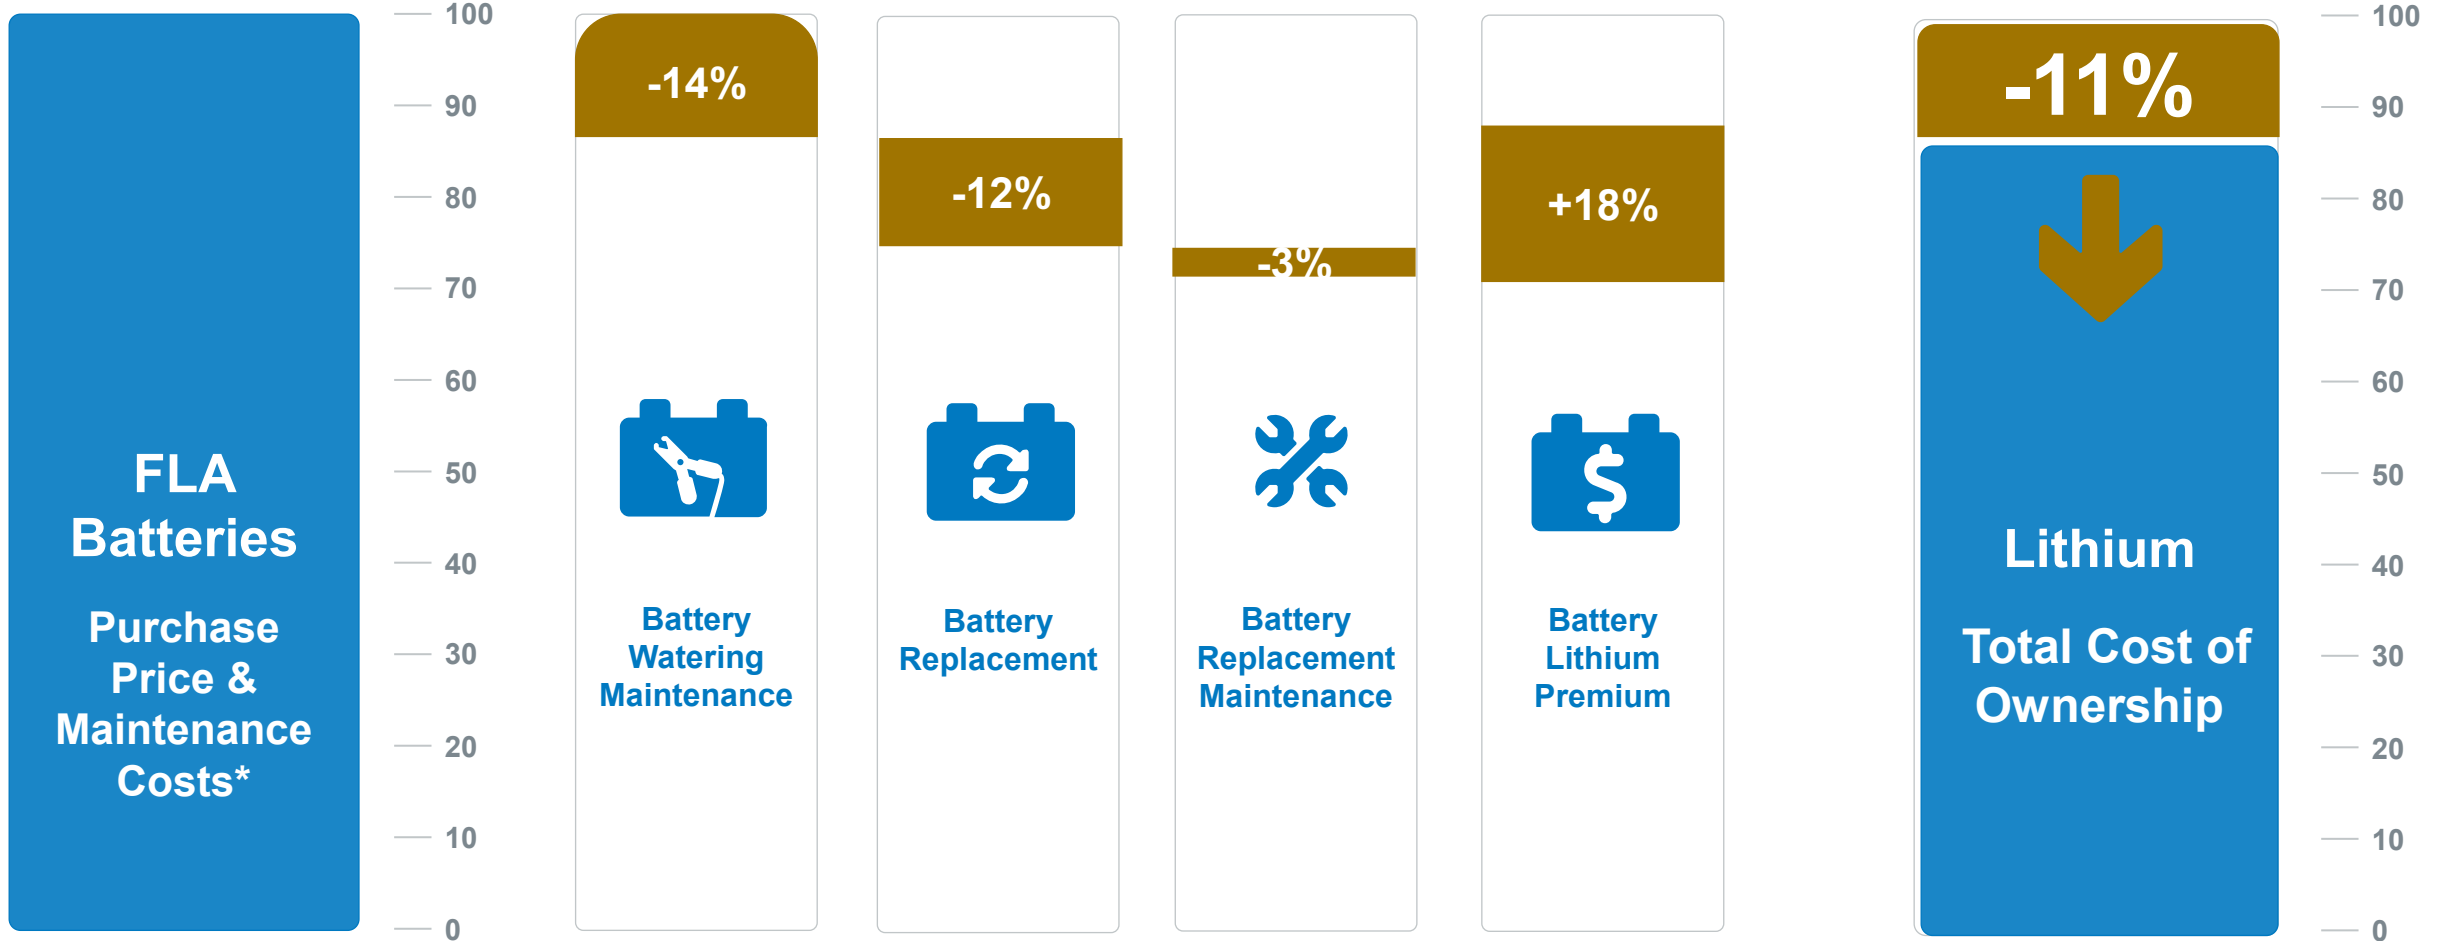 FLA
Batteries
Purchase
Price &
Maintenance
Costs*
100
90
80
70
60
50
40
30
20
10
0
-14%
Battery
Watering
Maintenance
-12%
Battery
Replacement
-3%
Battery
Replacement
Maintenance
+18%
Battery
Lithium
Premium
-11%
Lithium
Total Cost of
Ownership
100
90
80
70
60
50
40
30
20
10
0